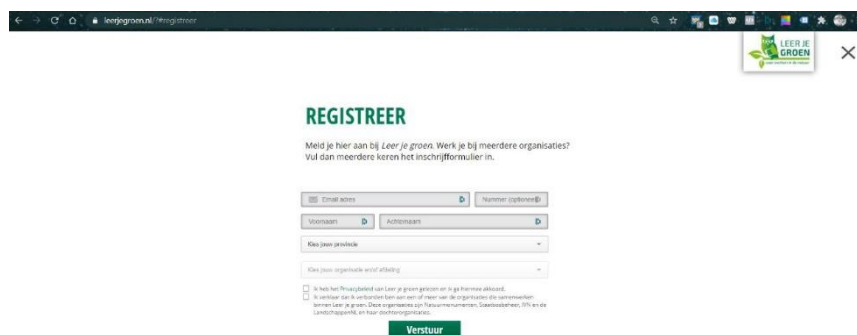 leerjegroen.nl/?#registreer
LEER JE
GROEN
REGISTREER
Meld je hier aan bij Leer je groen. Werk je bij meerdere organisaties?
Vul dan meerdere keren het inschrijfformulier in.
Email adres
Nummer (optioneel)
Voornaam
Achternaam
Kies jouw provincie
Kies jouw organisatie en/of afdeling
Ik heb het Privacybeleid van Leer je groen gelezen en ik ga hiermee akkoord.
Ik verklaar dat ik verbonden ben aan een of meer van de organisaties die samenwerken
binnen Leer je groen. Deze organisaties zijn Natuurmonumenten, Staatsbosbeheer, IVN en de
LandschappenNL en haar dochterorganisaties.
Verstuur